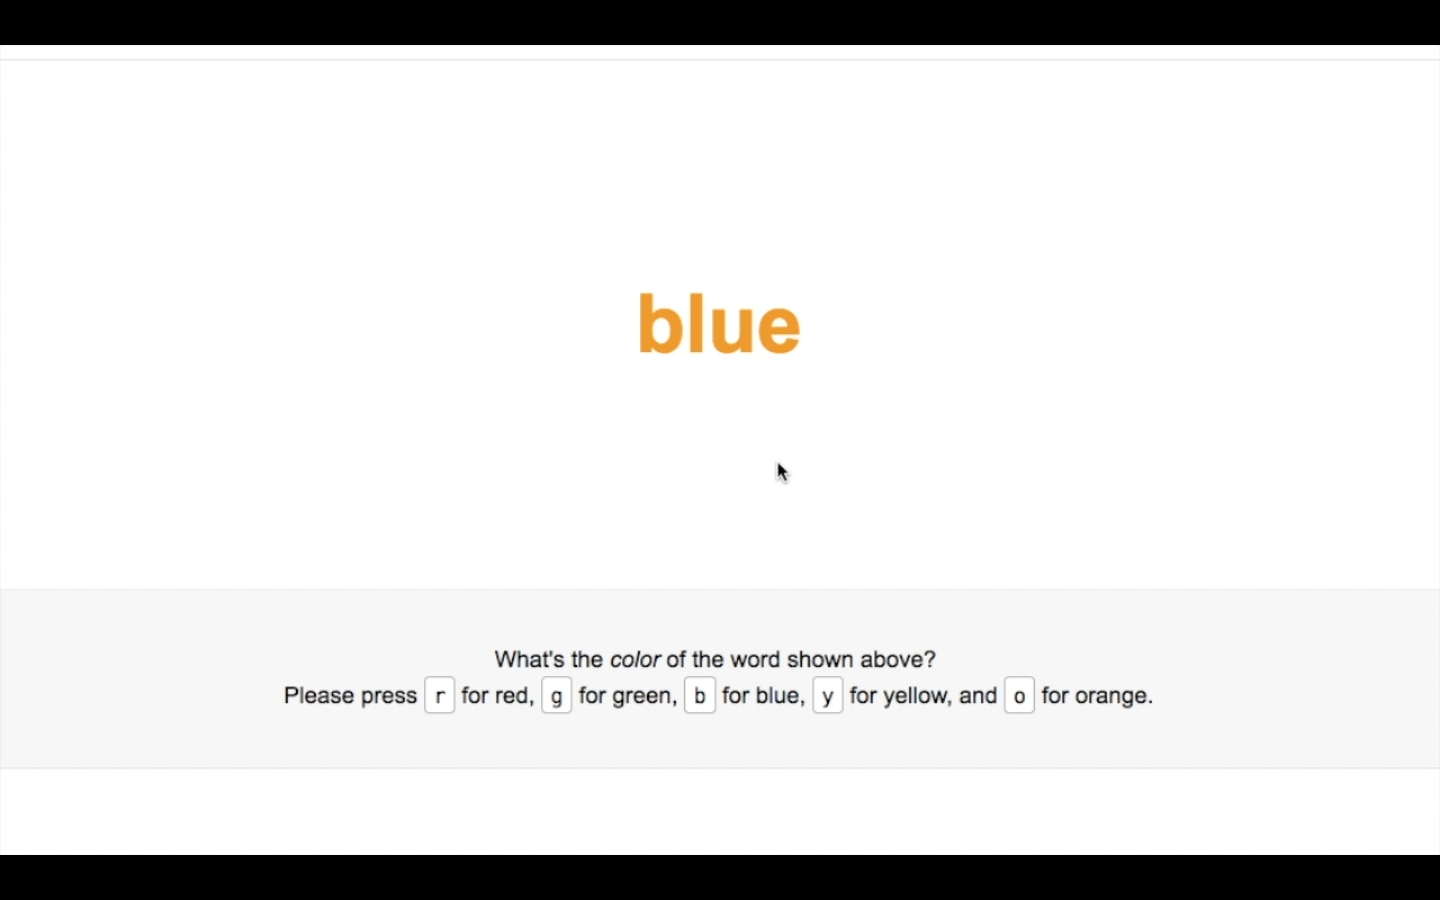 blue
What's the color of the word shown above?
Please press r for red, g for green, b for blue, y for yellow, and o for orange.